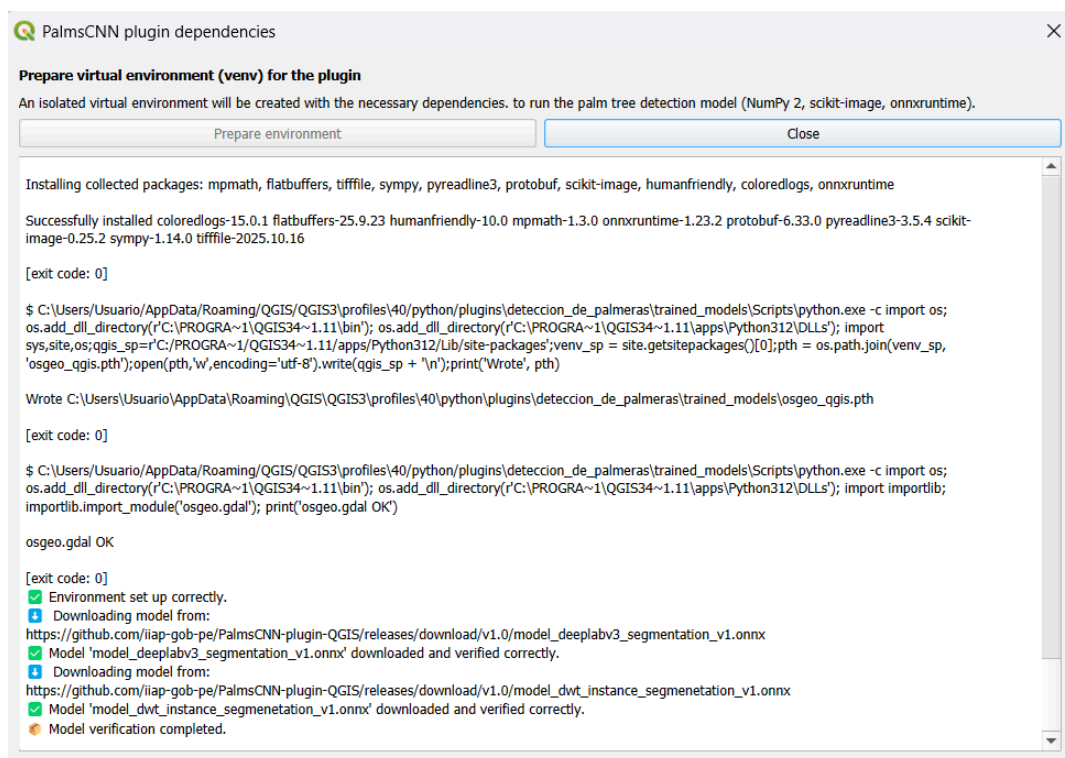 PalmsCNN plugin dependencies
Prepare virtual environment (venv) for the plugin
An isolated virtual environment will be created with the necessary dependencies. to run the palm tree detection model (NumPy 2, scikit-image, onnxruntime).
Prepare environment
Close
Installing collected packages: mpmath, flatbuffers, tifffile, sympy, pyreadline3, protobuf, scikit-image, humanfriendly, coloredlogs, onnxruntime
Successfully installed coloredlogs-15.0.1 flatbuffers-25.9.23 humanfriendly-10.0 mpmath-1.3.0 onnxruntime-1.23.2 protobuf-6.33.0 pyreadline3-3.5.4 scikit-
image-0.25.2 sympy-1.14.0 tifffile-2025.10.16
[exit code: 0]
$ C:\Users/Usuario/AppData/Roaming/QGIS/QGIS3\profiles\40/python/plugins\deteccion_de_palmeras\trained_models\Scripts\python.exe -c import os;
os.add_dll_directory(r'C:\PROGRA~1\QGIS34~1.11\bin'); os.add_dll_directory(r'C:\PROGRA~1\QGIS34~1.11\apps\Python312\DLLs'); import
sys,site,os;qgis_sp=r'C:/PROGRA~1/QGIS34~1.11/apps/Python312/Lib/site-packages';venv_sp = site.getsitepackages()[0];pth = os.path.join(venv_sp,
'osgeo_qgis.pth');open(pth,'w',encoding='utf-8').write(qgis_sp + '\n');print('Wrote', pth)
Wrote C:\Users\Usuario\AppData\Roaming\QGIS\QGIS3\profiles\40\python\plugins\deteccion_de_palmeras\trained_models\osgeo_qgis.pth
[exit code: 0]
$ C:\Users/Usuario/AppData/Roaming/QGIS/QGIS3\profiles\40/python/plugins\deteccion_de_palmeras\trained_models\Scripts\python.exe -c import os;
os.add_dll_directory(r'C:\PROGRA~1\QGIS34~1.11\bin'); os.add_dll_directory(r'C:\PROGRA~1\QGIS34~1.11\apps\Python312\DLLs'); import importlib;
importlib.import_module('osgeo.gdal'); print('osgeo.gdal OK')
osgeo.gdal OK
[exit code: 0]
✅ Environment set up correctly.
⬇️ Downloading model from:
https://github.com/iiap-gob-pe/PalmsCNN-plugin-QGIS/releases/download/v1.0/model_deeplabv3_segmentation_v1.onnx
✅ Model 'model_deeplabv3_segmentation_v1.onnx' downloaded and verified correctly.
⬇️ Downloading model from:
https://github.com/iiap-gob-pe/PalmsCNN-plugin-QGIS/releases/download/v1.0/model_dwt_instance_segmenetation_v1.onnx
✅ Model 'model_dwt_instance_segmenetation_v1.onnx' downloaded and verified correctly.
📦 Model verification completed.